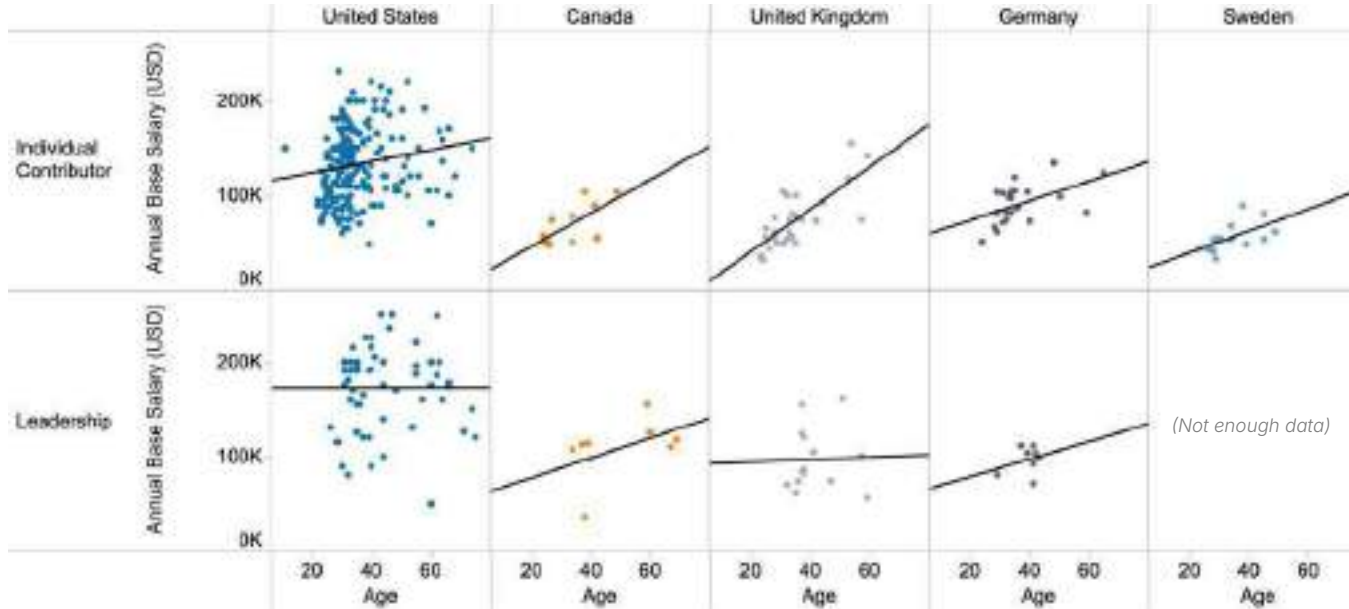 United States Canada United Kingdom Germany Sweden
Individual
Contributor
Annual Base Salary (USD)
200K
100K
0K
Leadership
Annual Base Salary (USD)
200K
100K
0K
(Not enough data)
20 40 60 20 40 60 20 40 60 20 40 60 20 40 60
Age Age Age Age Age